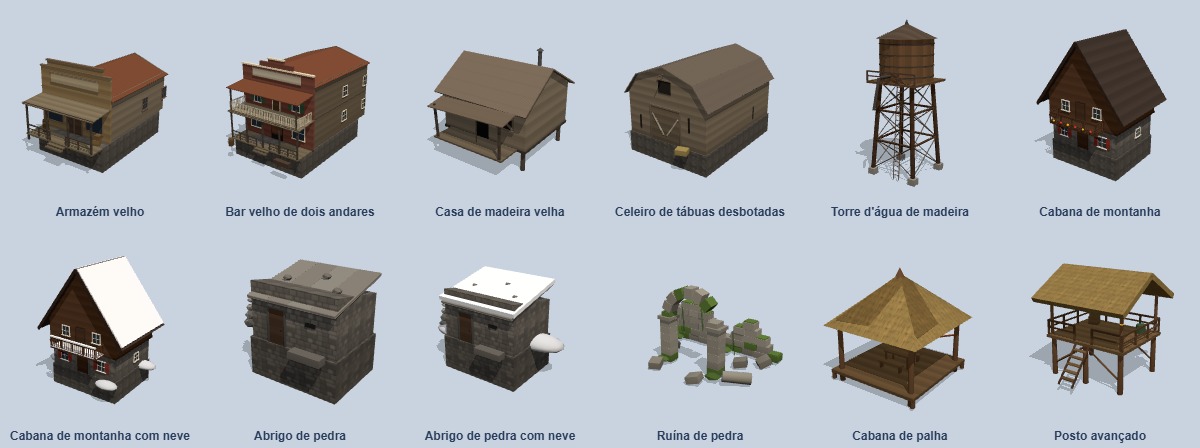 Armazém velho
Bar velho de dois andares
Casa de madeira velha
Celeiro de tábuas desbotadas
Torre d'água de madeira
Cabana de montanha
Cabana de montanha com neve
Abrigo de pedra
Abrigo de pedra com neve
Ruína de pedra
Cabana de palha
Posto avançado